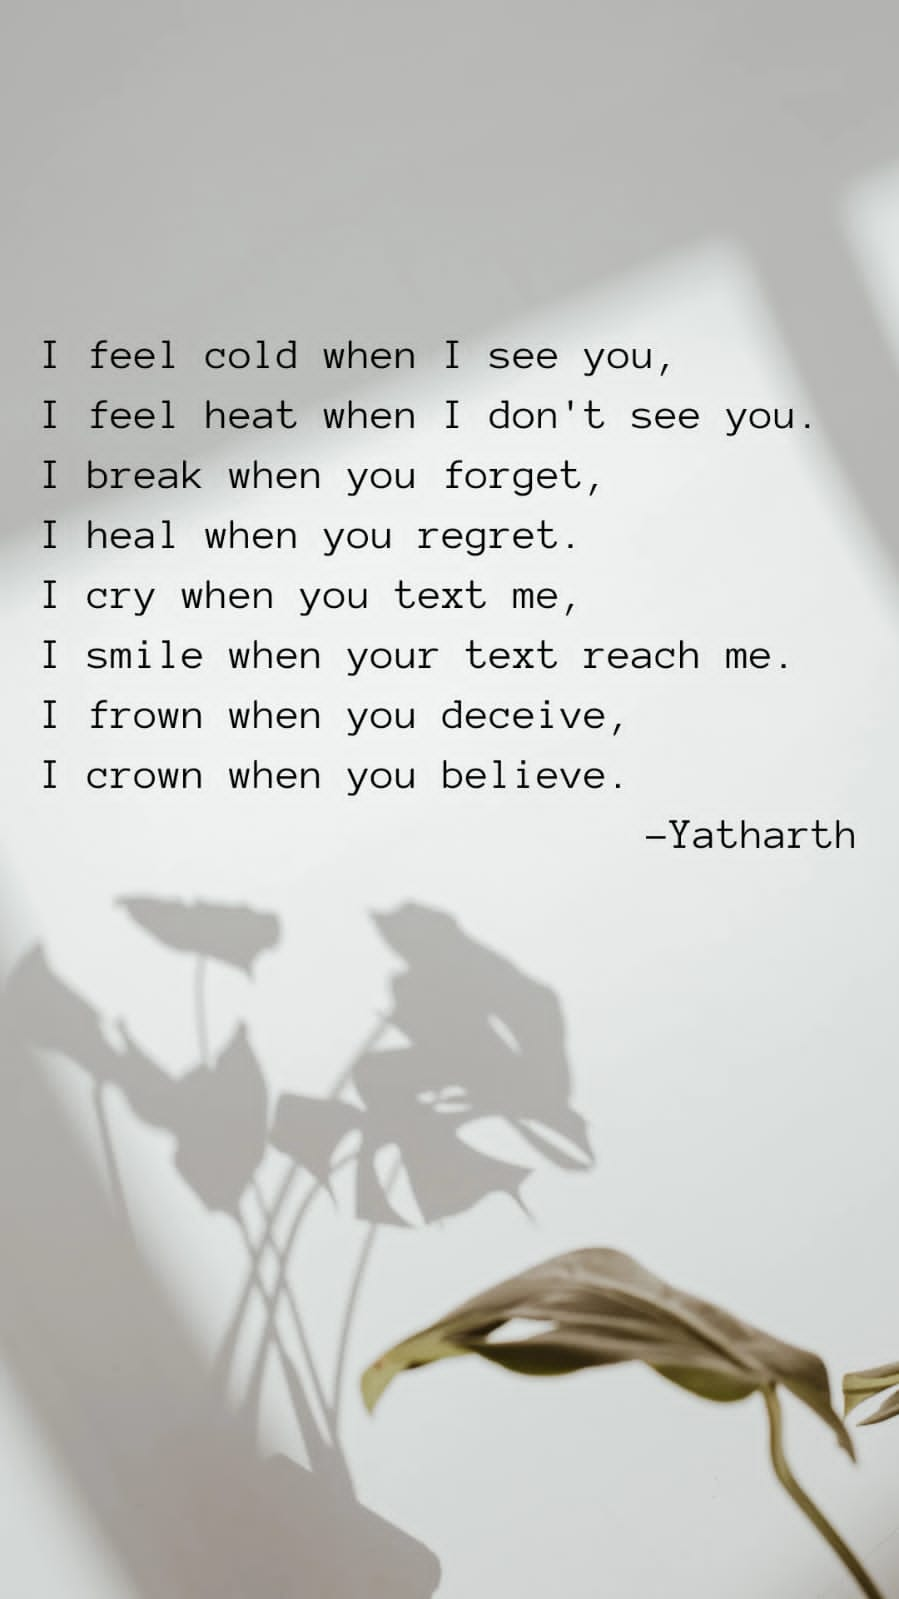 I feel cold when I see you,
I feel heat when I don't see you.
I break when you forget,
I heal when you regret.
I cry when you text me,
I smile when your text reach me.
I frown when you deceive,
I crown when you believe.
–Yatharth